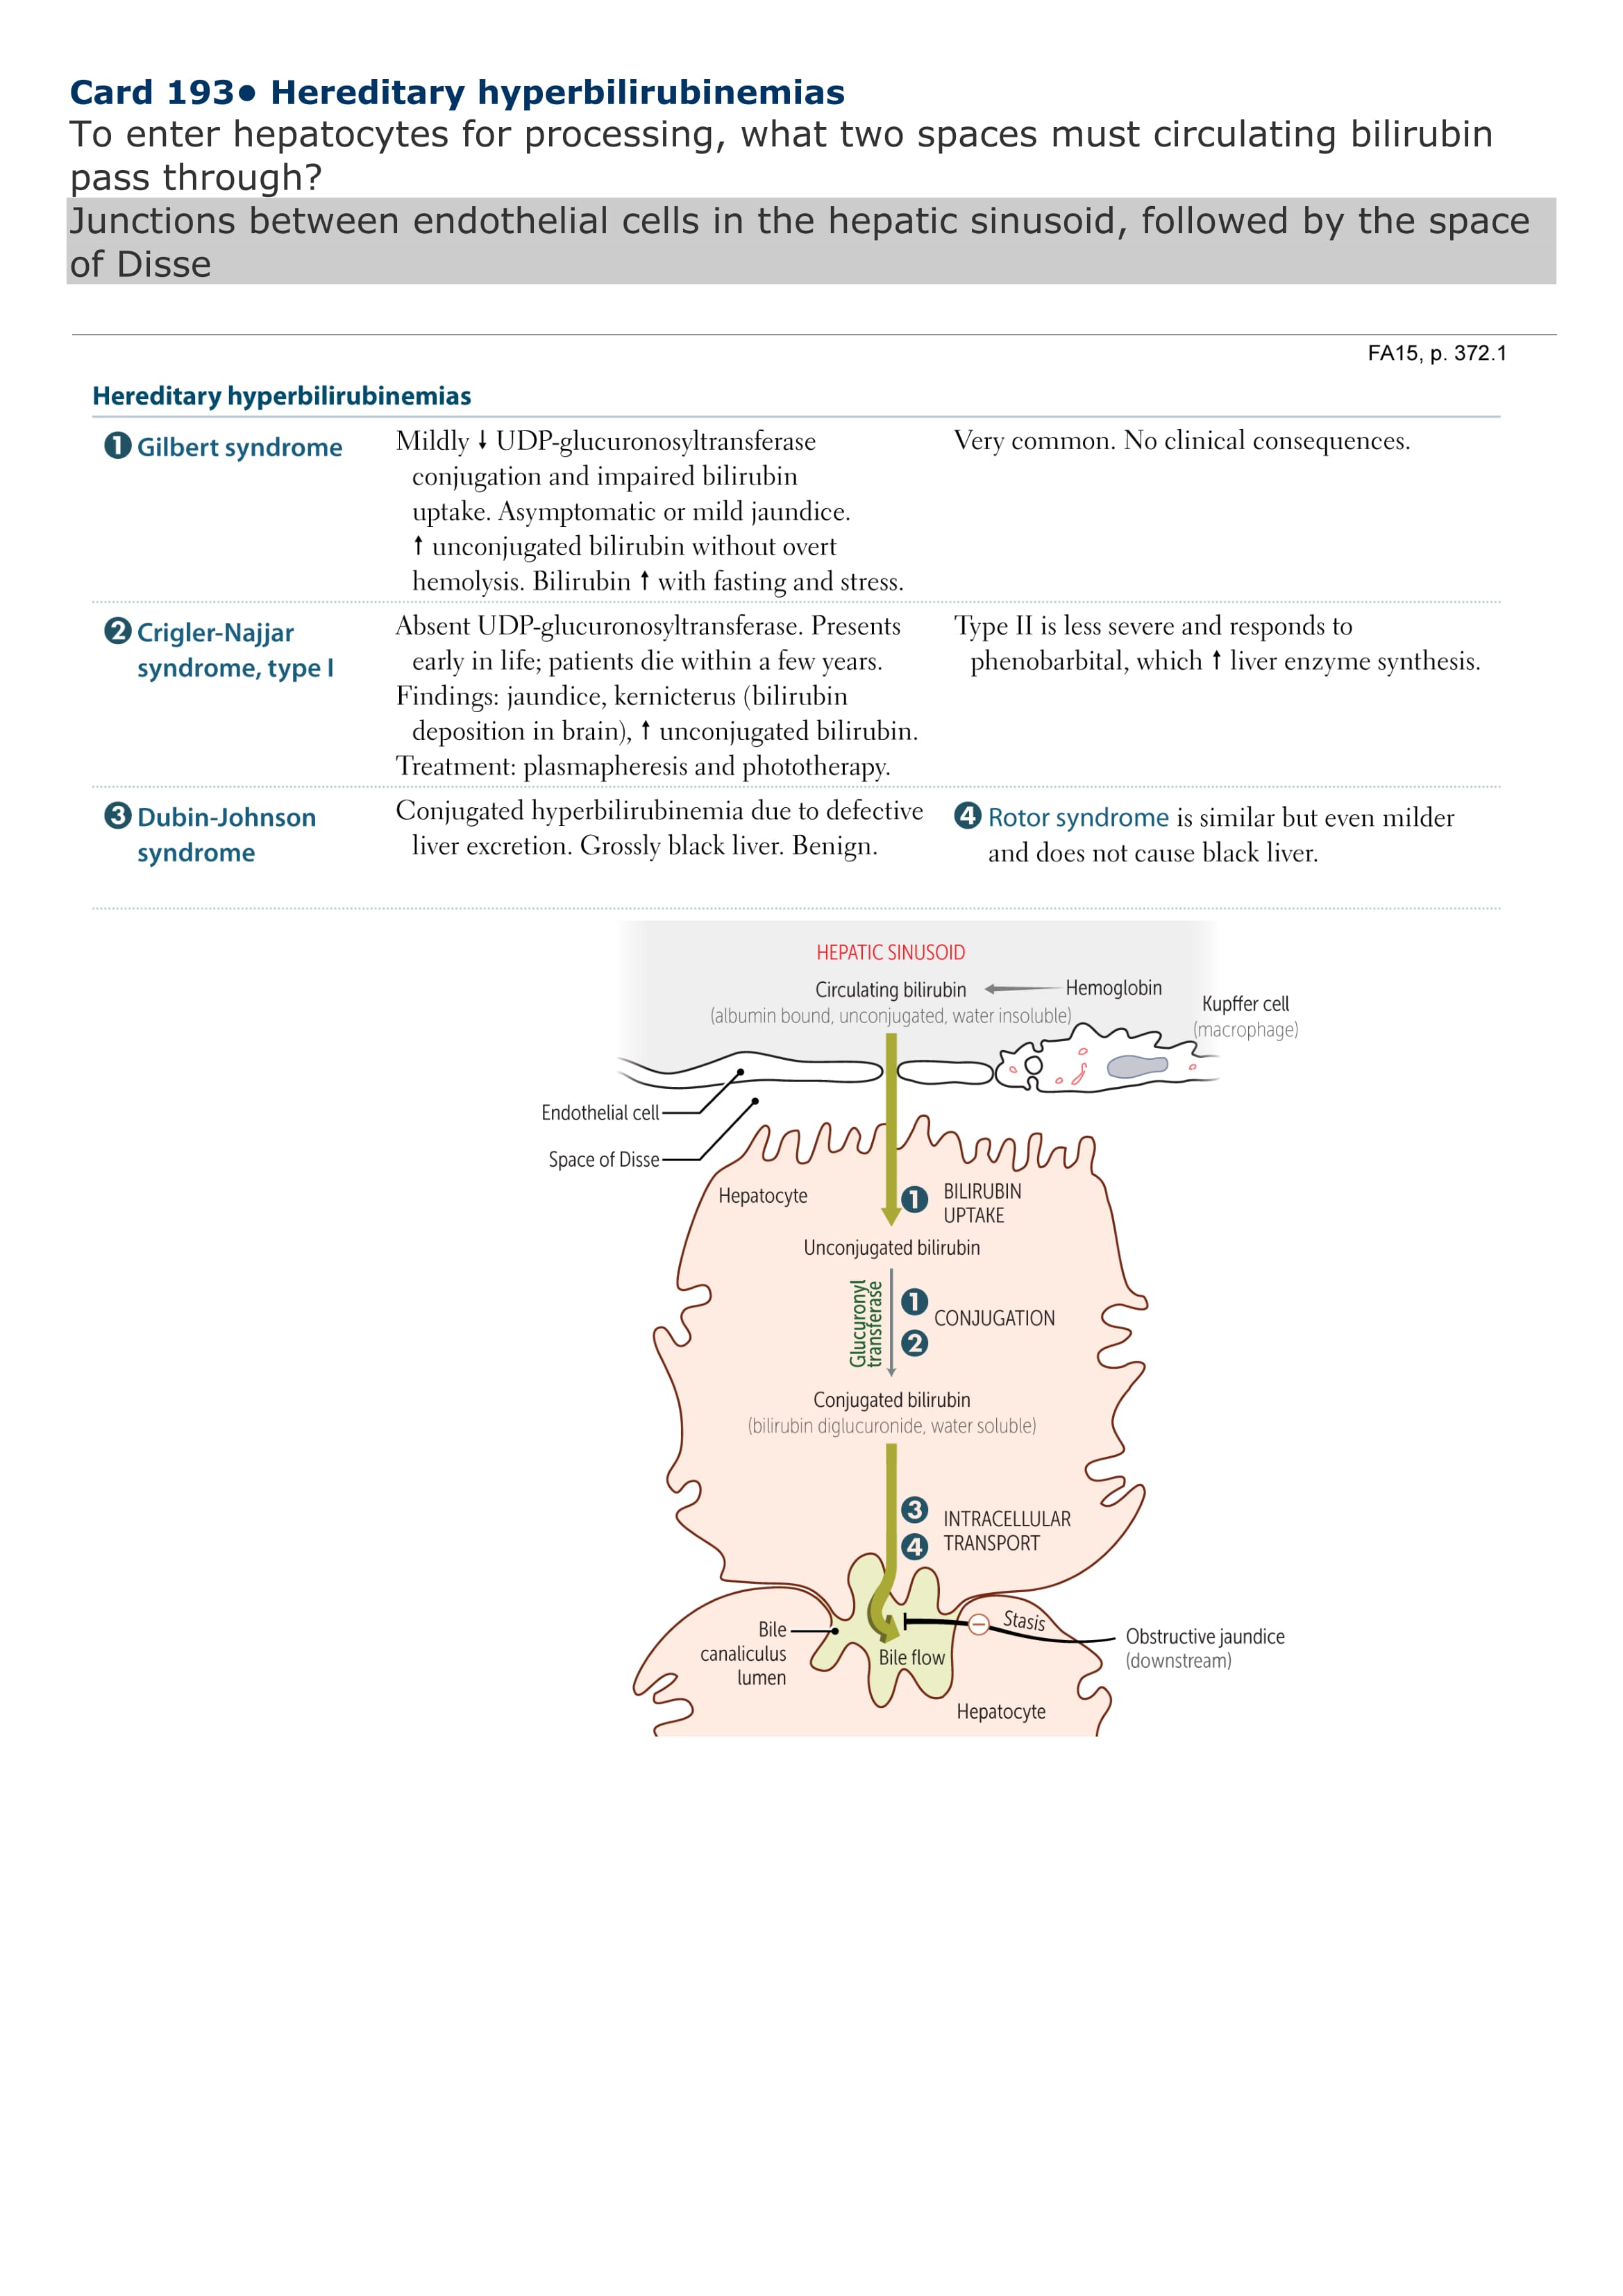 Card 193● Hereditary hyperbilirubinemias
To enter hepatocytes for processing, what two spaces must circulating bilirubin
pass through?
Junctions between endothelial cells in the hepatic sinusoid, followed by the space
of Disse
FA15, p. 372.1
Hereditary hyperbilirubinemias
❶ Gilbert syndrome
Mildly ↓ UDP-glucuronosyltransferase
conjugation and impaired bilirubin
uptake. Asymptomatic or mild jaundice.
↑ unconjugated bilirubin without overt
hemolysis. Bilirubin ↑ with fasting and stress.
Very common. No clinical consequences.
❷ Crigler-Najjar
syndrome, type I
Absent UDP-glucuronosyltransferase. Presents
early in life; patients die within a few years.
Findings: jaundice, kernicterus (bilirubin
deposition in brain), ↑ unconjugated bilirubin.
Treatment: plasmapheresis and phototherapy.
Type II is less severe and responds to
phenobarbital, which ↑ liver enzyme synthesis.
❸ Dubin-Johnson
syndrome
Conjugated hyperbilirubinemia due to defective
liver excretion. Grossly black liver. Benign.
❹ Rotor syndrome is similar but even milder
and does not cause black liver.
HEPATIC SINUSOID
Circulating bilirubin
Hemoglobin
(albumin bound, unconjugated, water insoluble)
Kupffer cell
(macrophage)
Endothelial cell
Space of Disse
Hepatocyte
❶ BILIRUBIN
UPTAKE
Unconjugated bilirubin
Glucuronyl
transferase
❶
❷
CONJUGATION
Conjugated bilirubin
(bilirubin diglucuronide, water soluble)
❸
❹
INTRACELLULAR
TRANSPORT
Bile
canaliculus
lumen
Bile flow
Stasis
Obstructive jaundice
(downstream)
Hepatocyte